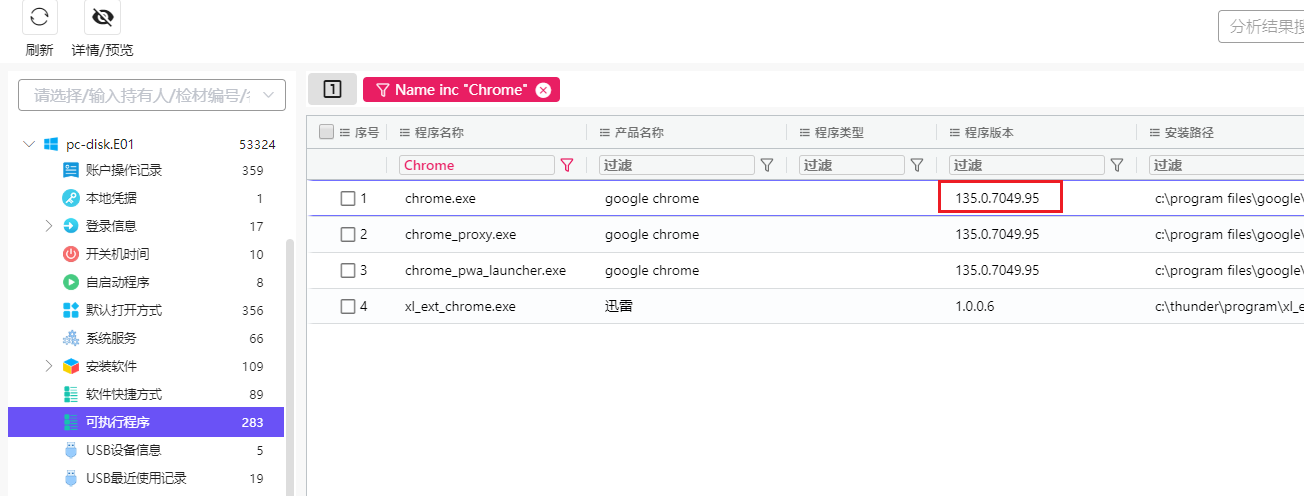 刷新
详情/预览
分析结果搜
请选择/输入持有人/检材编号/名
1
Name inc "Chrome"
pc-disk.E01 53324
账户操作记录 359
本地凭据 1
登录信息 17
开关机时间 10
自启动程序 8
默认打开方式 356
系统服务 66
安装软件 109
软件快捷方式 89
可执行程序 283
USB设备信息 5
USB最近使用记录 19
序号 程序名称 产品名称 程序类型 程序版本 安装路径
Chrome 过滤 过滤 过滤 过滤
1 chrome.exe google chrome 135.0.7049.95 c:\program files\google\
2 chrome_proxy.exe google chrome 135.0.7049.95 c:\program files\google\
3 chrome_pwa_launcher.exe google chrome 135.0.7049.95 c:\program files\google\
4 xl_ext_chrome.exe 迅雷 1.0.0.6 c:\thunder\program\xl_e